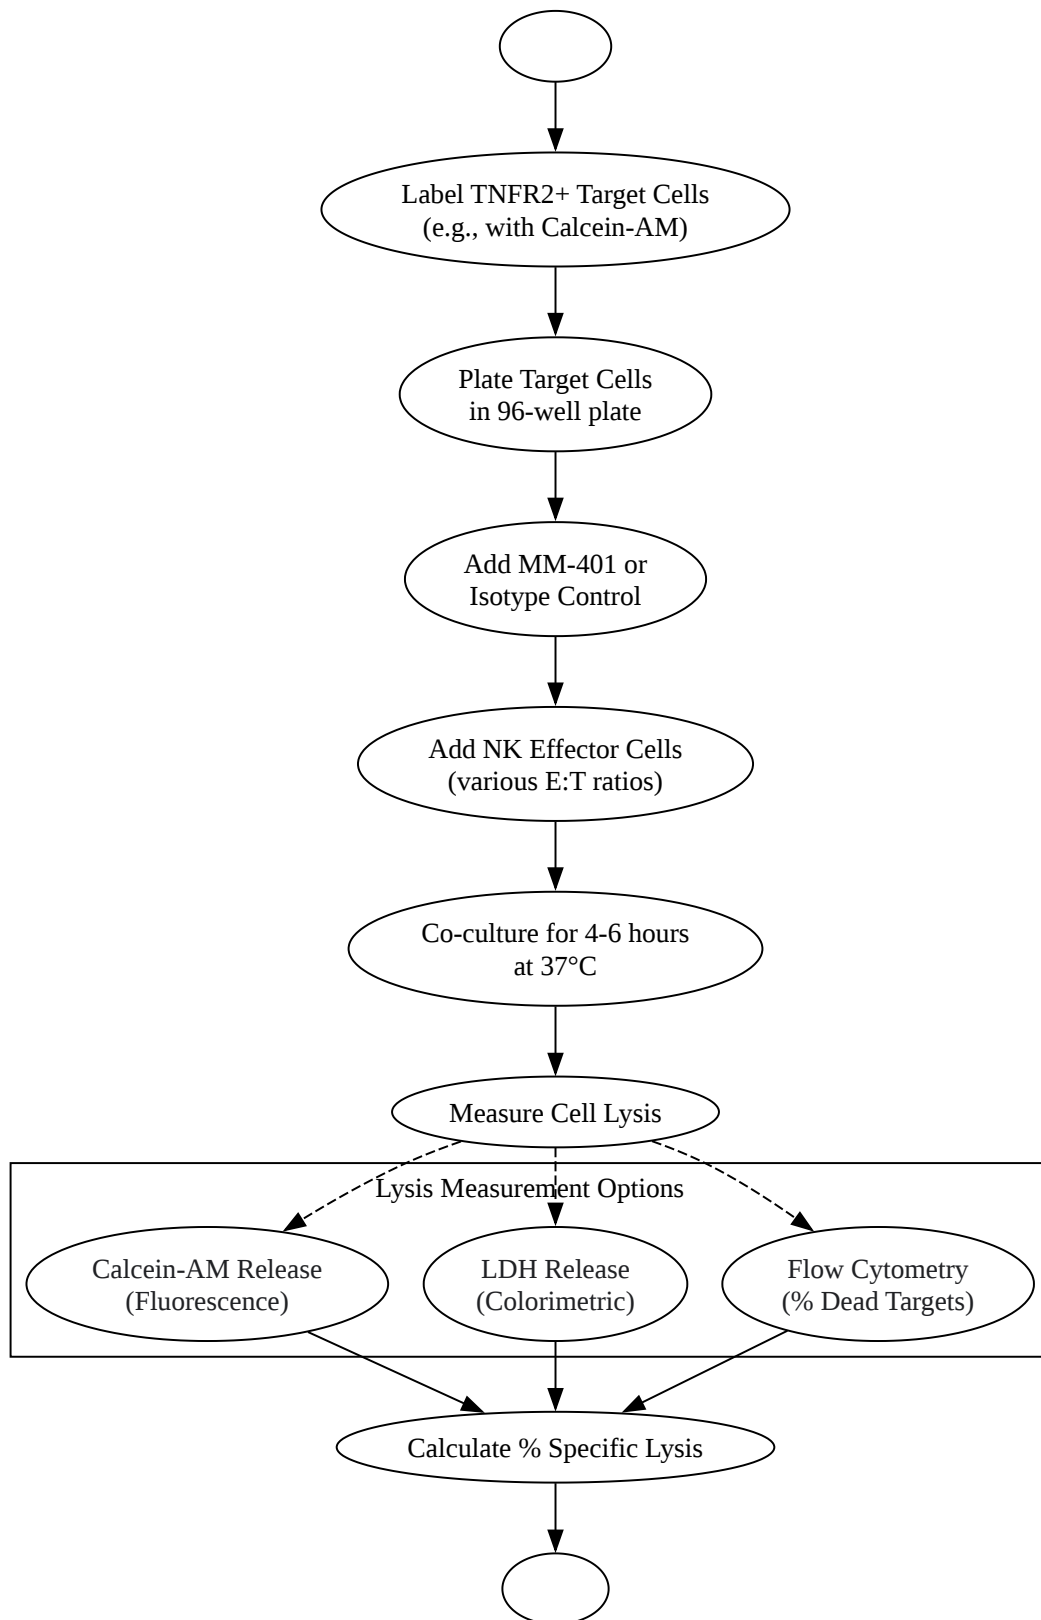 Label TNFR2+ Target Cells
(e.g., with Calcein-AM)
Plate Target Cells
in 96-well plate
Add MM-401 or
Isotype Control
Add NK Effector Cells
(various E:T ratios)
Co-culture for 4-6 hours
at 37°C
Measure Cell Lysis
Lysis Measurement Options
Calcein-AM Release
(Fluorescence)
LDH Release
(Colorimetric)
Flow Cytometry
(% Dead Targets)
Calculate % Specific Lysis